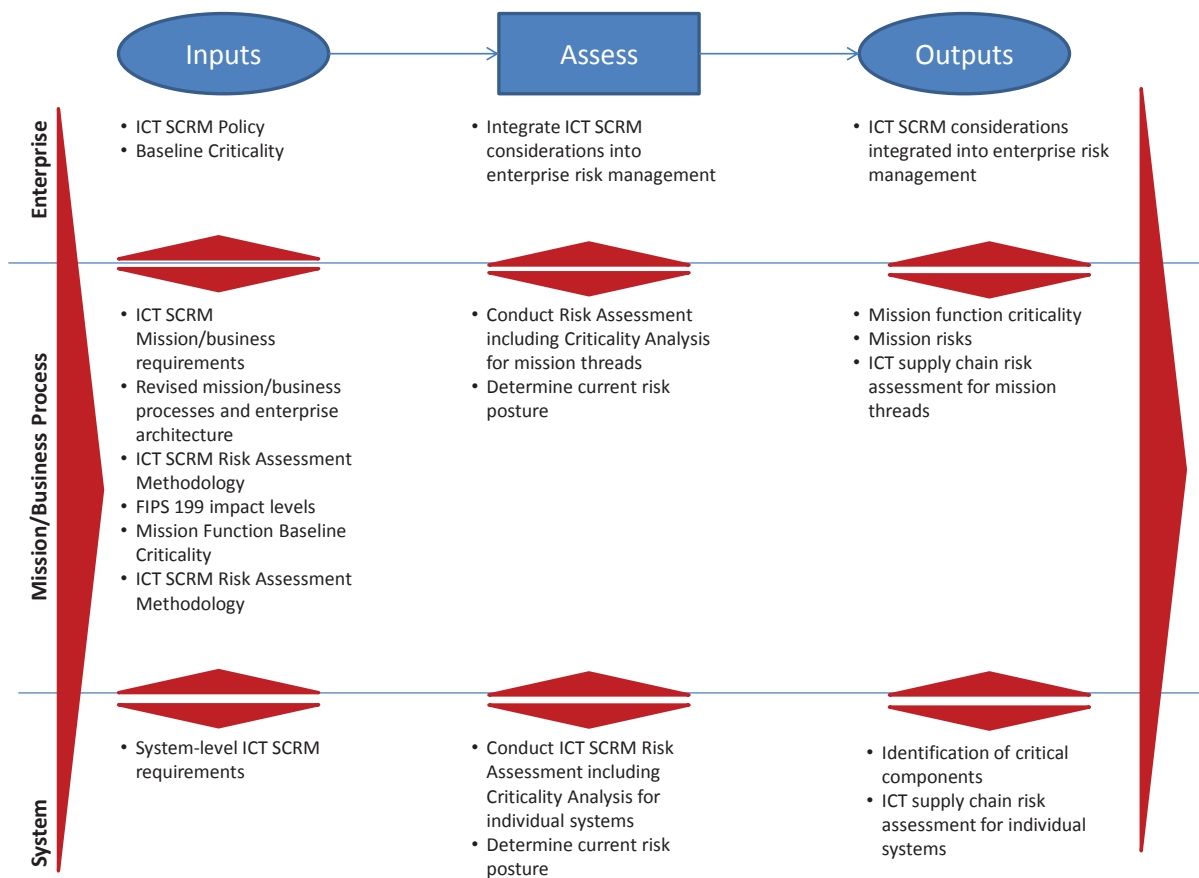 Inputs
Assess
Outputs
Enterprise
• ICT SCRM Policy
• Baseline Criticality
• Integrate ICT SCRM
considerations into
enterprise risk management
• ICT SCRM considerations
integrated into enterprise risk
management
Mission/Business Process
• ICT SCRM
Mission/business
requirements
• Revised mission/business
processes and enterprise
architecture
• ICT SCRM Risk Assessment
Methodology
• FIPS 199 impact levels
• Mission Function Baseline
Criticality
• ICT SCRM Risk Assessment
Methodology
• Conduct Risk Assessment
including Criticality Analysis
for mission threads
• Determine current risk
posture
• Mission function criticality
• Mission risks
• ICT supply chain risk
assessment for mission
threads
System
• System-level ICT SCRM
requirements
• Conduct ICT SCRM Risk
Assessment including
Criticality Analysis for
individual systems
• Determine current risk
posture
• Identification of critical
components
• ICT supply chain risk
assessment for individual
systems